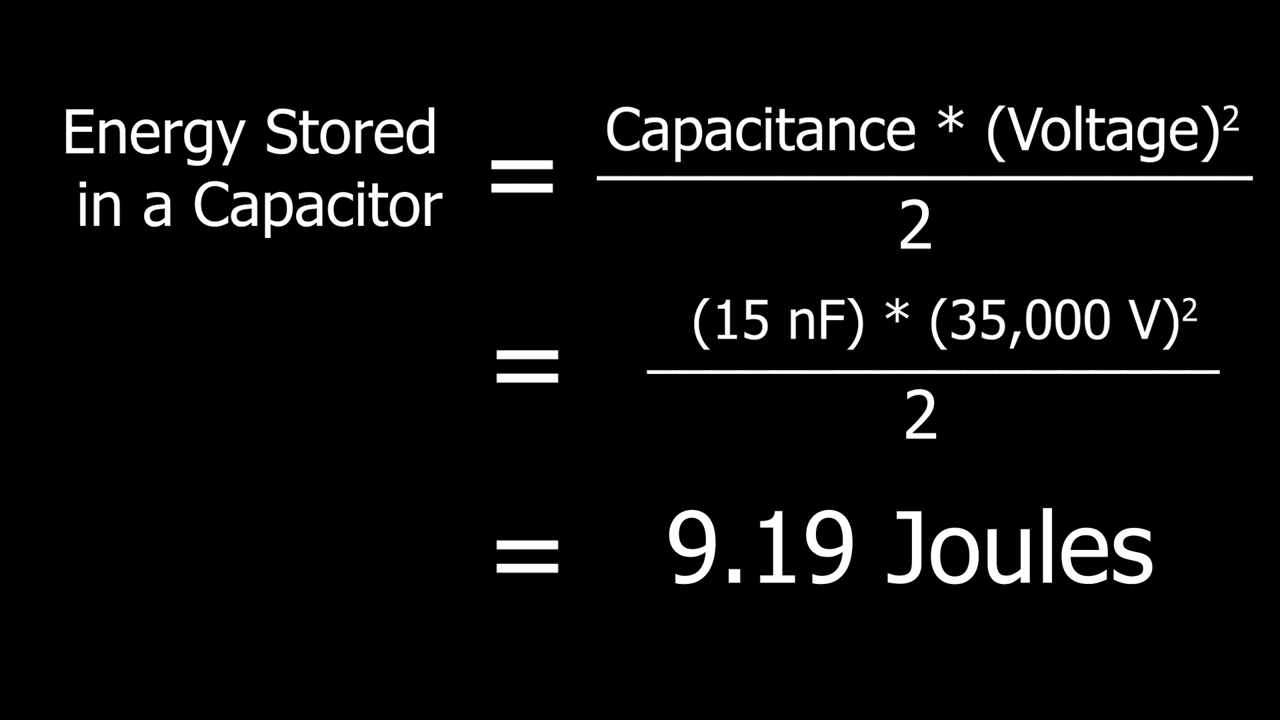 Energy Stored
in a Capacitor
=
Capacitance * (Voltage)²
2
=
(15 nF) * (35,000 V)²
2
=
9.19 Joules